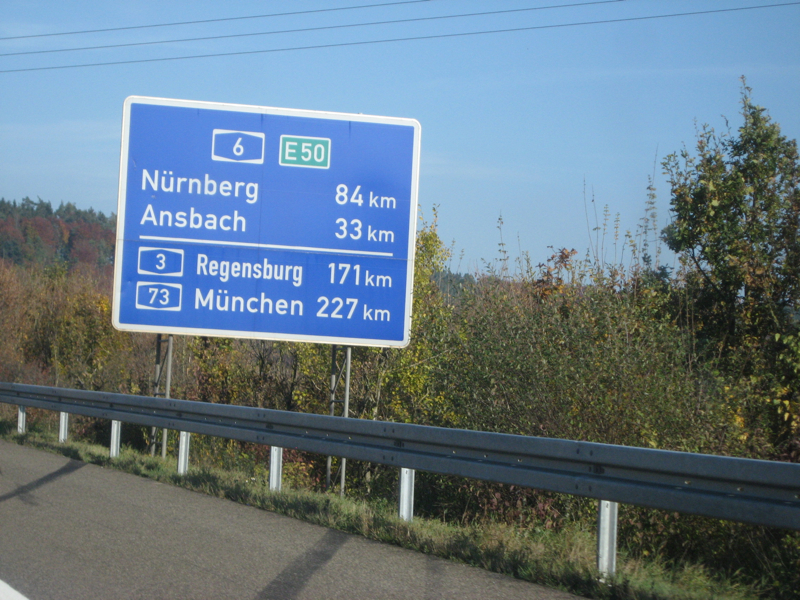 6 E50
Nürnberg 84 km
Ansbach 33 km
3 Regensburg 171 km
73 München 227 km